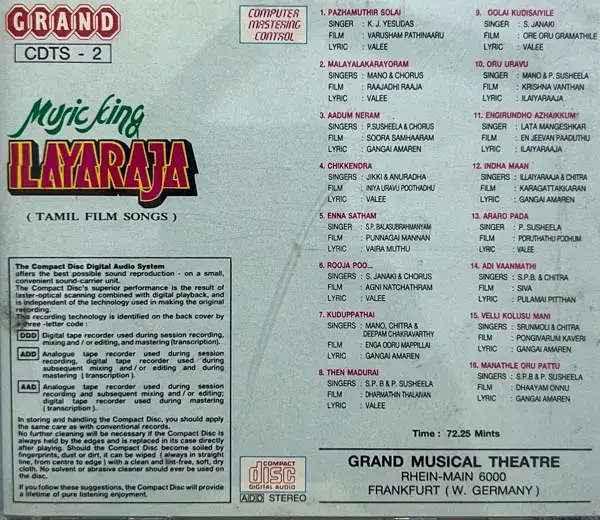 GRAND
CDTS - 2
Music King
ILAYARAJA
( TAMIL FILM SONGS )
COMPUTER
MASTERING
CONTROL
The Compact Disc Digital Audio System
offers the best possible sound reproduction - on a small,
convenient sound-carrier unit.
The Compact Disc's superior performance is the result of
laster-optical scanning combined with digital playback, and
is independent of the technology used in making the original
recording.
This recording technology is identified on the back cover by
a three -letter code :
DDD Digital tape recorder used during session recording,
mixing and / or editing, and mastering (transcription).
ADD Analogue tape recorder used during session
recording, digital tape recorder used during
subsequent mixing and / or editing and during
mastering ( transcription ).
AAD Analogue tape recorder used during session
recording and subsequent mixing and / or editing;
digital tape recorder used during mastering
( transcription ).
In storing and handling the Compact Disc, you should apply
the same care as with conventional records.
No further cleaning will be necessary if the Compact Disc is
always held by the edges and is replaced in its case directly
after playing. Should the Compact Disc become soiled by
fingerprints, dust or dirt, it can be wiped ( always in straight
line, from centre to edge ) with a clean and lint-free, soft, dry
cloth. No solvent or abrasive cleaner should ever be used on
the disc.
If you follow these suggestions, the Compact Disc will provide
a lifetime of pure listening enjoyment.
1. PAZHAMUTHIR SOLAI
SINGER : K. J. YESUDAS
FILM : VARUSHAM PATHINAARU
LYRIC : VALEE
2. MALAYALAKARAYORAM
SINGERS : MANO & CHORUS
FILM : RAAJADHI RAAJA
LYRIC : VALEE
3. AADUM NERAM
SINGERS : P.SUSHEELA & CHORUS
FILM : SOORA SAMHAARAM
LYRIC : GANGAI AMAREN
4. CHIKKENDRA
SINGERS : JIKKI & ANURADHA
FILM : INIYA URAVU POOTHADHU
LYRIC : GANGAI AMAREN
5. ENNA SATHAM
SINGER : S.P. BALASUBRAHMANYAM
FILM : PUNNAGAI MANNAN
LYRIC : VAIRA MUTHU
6. ROOJA POO...
SINGERS : S. JANAKI & CHORUS
FILM : AGNI NATCHATHRAM
LYRIC : VALEE
7. KUDUPPATHAI
SINGERS : MANO, CHITRA &
DEEPAM CHAKRAVARTHY
FILM : ENGA OORU MAPPILLAI
LYRIC : GANGAI AMAREN
8. THEN MADURAI
SINGERS : S.P. B & P. SUSHEELA
FILM : DHARMATHIN THALAIVAN
LYRIC : VALEE
9. OOLAI KUDISAIYILE
SINGER : S. JANAKI
FILM : ORE ORU GRAMATHILE
LYRIC : VALEE
10. ORU URAVU
SINGER : MANO & P. SUSHEELA
FILM : KRISHNA VANTHAN
LYRIC : ILAIYARAAJA
11. ENGIRUNDHO AZHAIKKUM
SINGER : LATA MANGESHKAR
FILM : EN JEEVAN PAADUTHU
LYRIC : ILAIYARAAJA
12. INDHA MAAN
SINGER : ILLAIYARAAJA & CHITRA
FILM : KARAGATTAKKARAN
LYRIC : GANGAI AMAREN
13. ARARO PADA
SINGER : P. SUSHEELA
FILM : PORUTHATHU PODHUM
LYRIC : VALEE
14. ADI VAANMATHI
SINGERS : S.P.B. & CHITRA
FILM : SIVA
LYRIC : PULAMAI PITTHAN
15. VELLI KOLUSU MANI
SINGERS : SRUNMOLI & CHITRA
FILM : PONGIVARUM KAVERI
LYRIC : GANGAI AMAREN
16. MANATHLE ORU PATTU
SINGERS : S.P.B & P. SUSHEELA
FILM : DHAAYAM ONNU
LYRIC : GANGAI AMAREN
Time : 72.25 Mints
COMPACT
disc
DIGITAL AUDIO
ADD STEREO
GRAND MUSICAL THEATRE
RHEIN-MAIN 6000
FRANKFURT ( W. GERMANY )